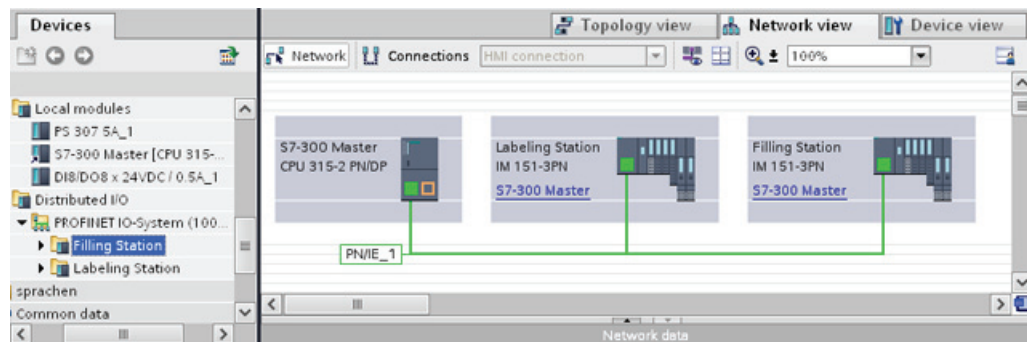 Devices
Topology view
Network view
Device view
Network
Connections
HMI connection
100%
Local modules
PS 307 5A_1
S7-300 Master [CPU 315-...
DI8/DO8 x 24VDC / 0.5A_1
Distributed I/O
PROFINET IO-System (100...
Filling Station
Labeling Station
sprachen
Common data
S7-300 Master
CPU 315-2 PN/DP
Labeling Station
IM 151-3PN
S7-300 Master
Filling Station
IM 151-3PN
S7-300 Master
PN/IE_1
Network data